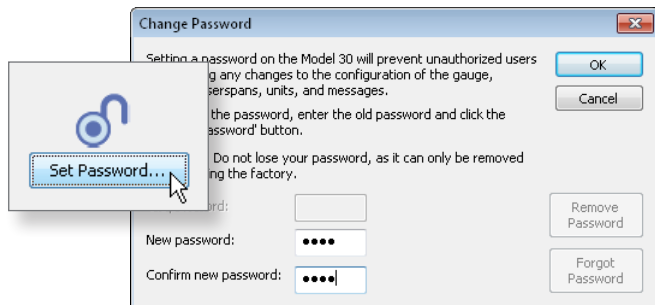 Change Password
Setting a password on the Model 30 will prevent unauthorized users
any changes to the configuration of the gauge,
units, and messages.
the password, enter the old password and click the
button.
Do not lose your password, as it can only be removed
the factory.
OK
Cancel
Set Password...
New password:
Confirm new password:
Remove
Password
Forgot
Password